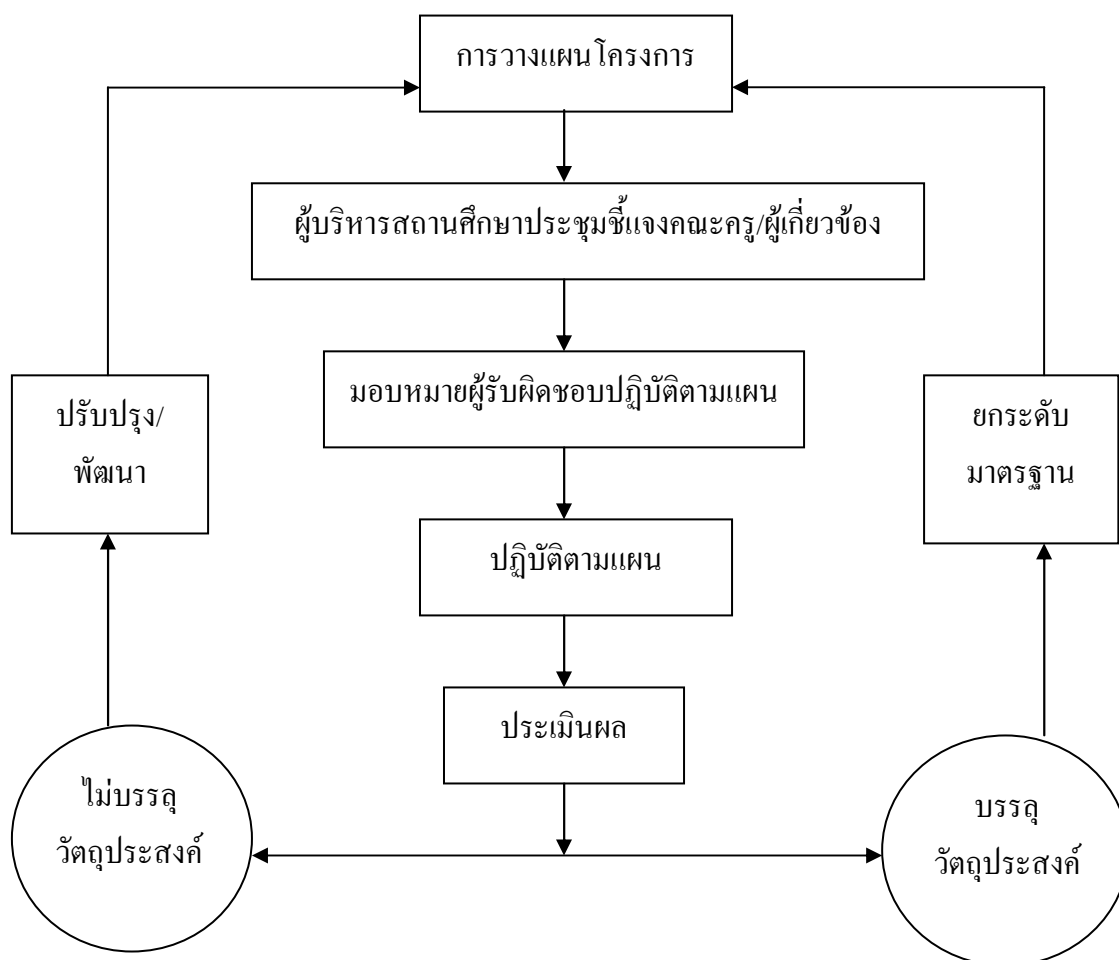 การวางแผนโครงการ
ผู้บริหารสถานศึกษาประชุมชี้แจงคณะครู/ผู้เกี่ยวข้อง
มอบหมายผู้รับผิดชอบปฏิบัติตามแผน
ปรับปรุง/
พัฒนา
ยกระดับ
มาตรฐาน
ปฏิบัติตามแผน
ประเมินผล
ไม่บรรลุ
วัตถุประสงค์
บรรลุ
วัตถุประสงค์